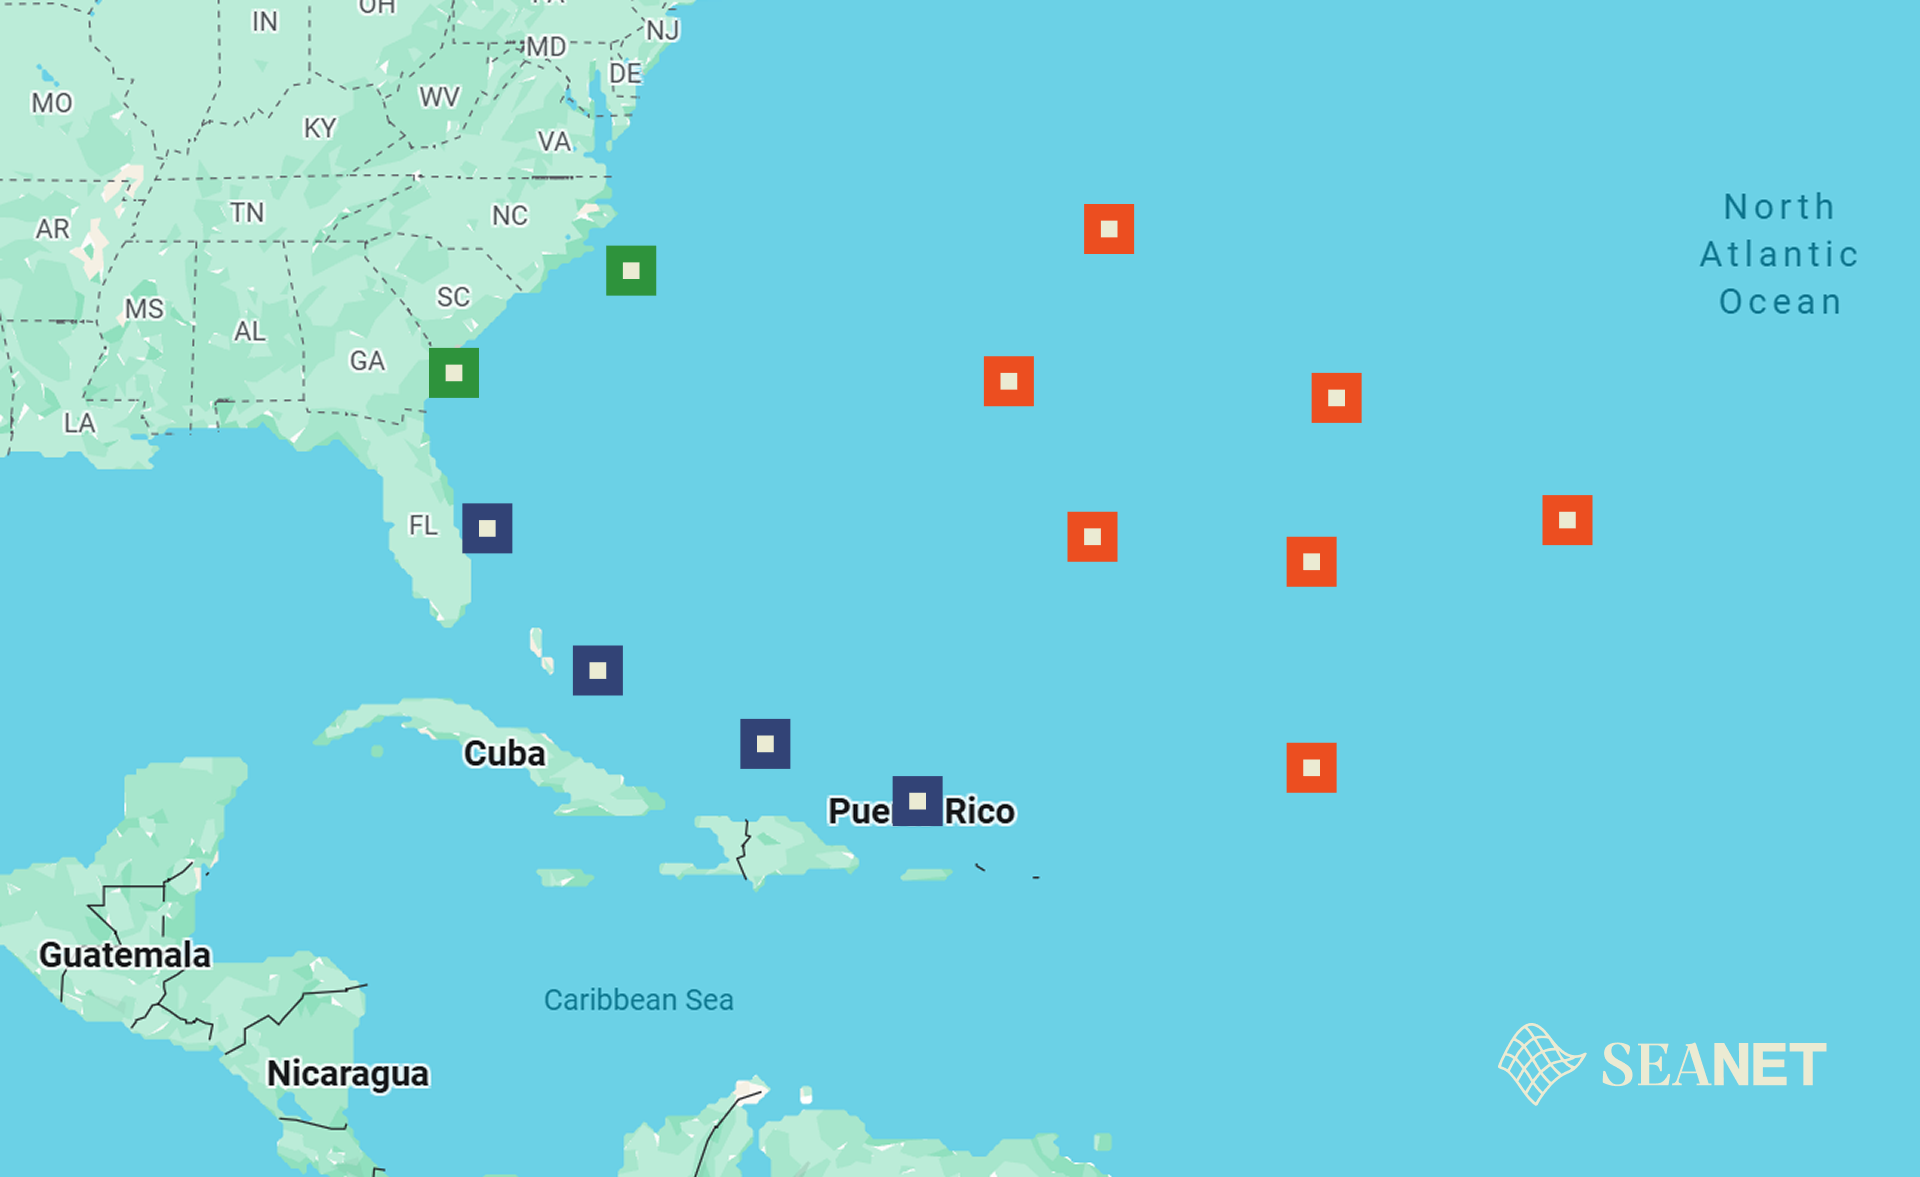 OH
IN
NJ
MD
DE
MO
WV
KY
VA
TN
NC
AR
North
Atlantic
Ocean
SC
MS
AL
GA
LA
FL
Cuba
Pue Rico
Guatemala
Caribbean Sea
SEANET
Nicaragua